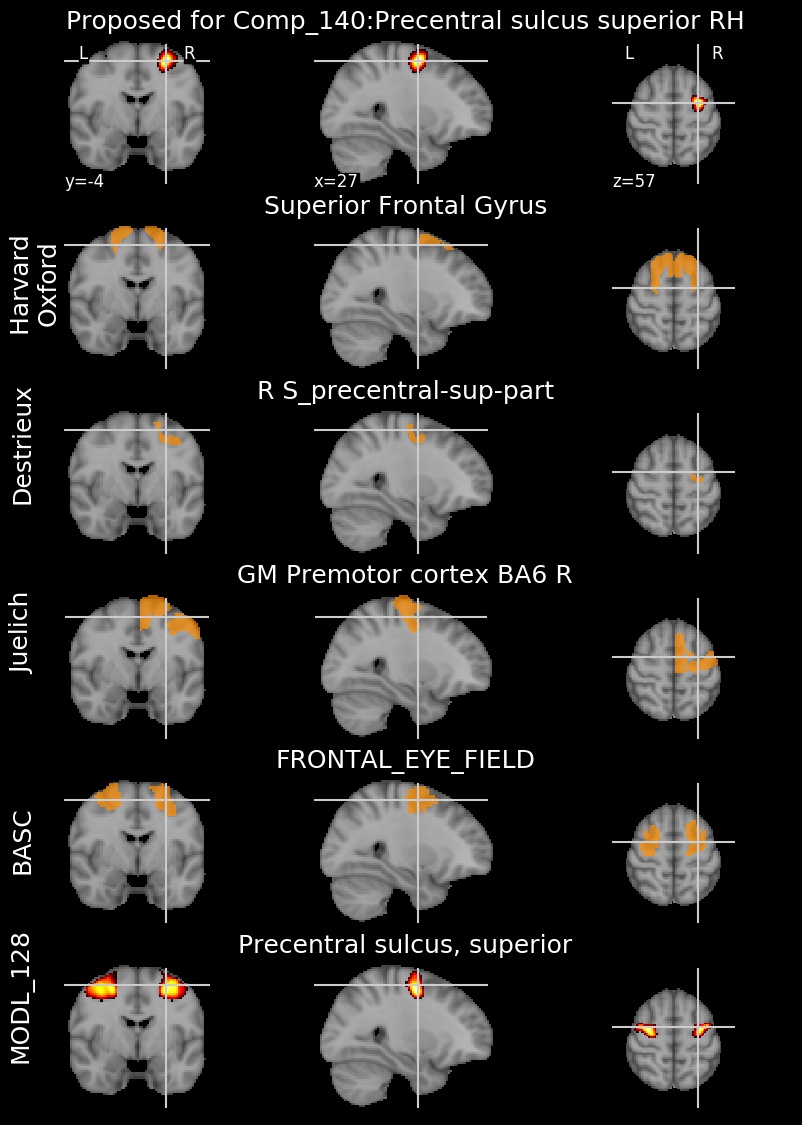 Proposed for Comp_140:Precentral sulcus superior RH
L R
L R
y=-4
x=27
z=57
Superior Frontal Gyrus
Harvard
Oxford
R S_precentral-sup-part
Destrieux
GM Premotor cortex BA6 R
Juelich
FRONTAL_EYE_FIELD
BASC
Precentral sulcus, superior
MODL_128